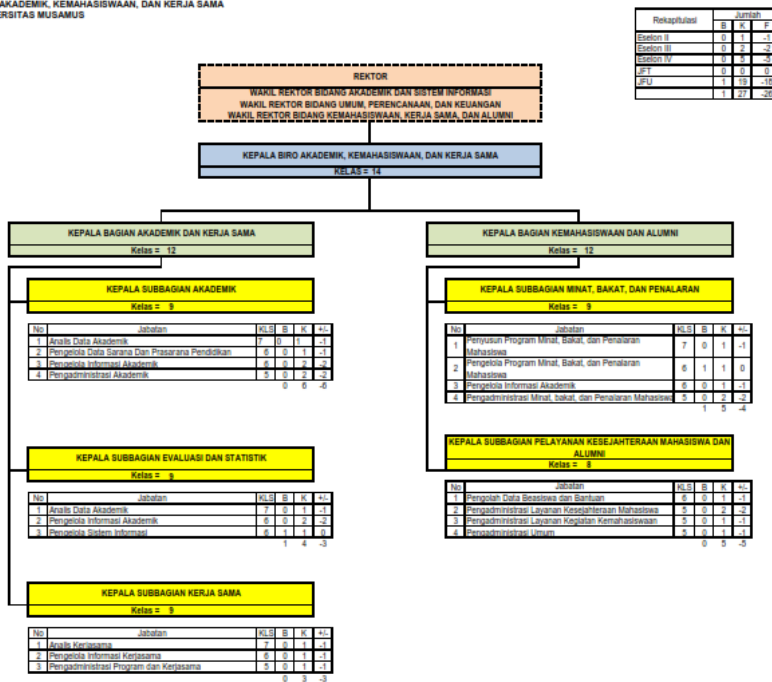 AKADEMIK, KEMAHASISWAAN, DAN KERJA SAMA
ERSITAS MUSAMUS
Rekapitulasi Jumlah
B K F
Eselon II 0 1 -1
Eselon III 0 2 -2
Eselon IV 0 5 -5
JFT 0 0 0
JFU 1 19 -18
1 27 -26
REKTOR
WAKIL REKTOR BIDANG AKADEMIK DAN SISTEM INFORMASI
WAKIL REKTOR BIDANG UMUM, PERENCANAAN, DAN KEUANGAN
WAKIL REKTOR BIDANG KEMAHASISWAAN, KERJA SAMA, DAN ALUMNI
KEPALA BIRO AKADEMIK, KEMAHASISWAAN, DAN KERJA SAMA
KELAS = 14
KEPALA BAGIAN AKADEMIK DAN KERJA SAMA
Kelas = 12
KEPALA SUBBAGIAN AKADEMIK
Kelas = 9
No Jabatan KLS B K +/-
1 Analis Data Akademik 7 0 1 -1
2 Pengelola Data Sarana Dan Prasarana Pendidikan 6 0 1 -1
3 Pengelola Informasi Akademik 6 0 2 -2
4 Pengadministrasi Akademik 5 0 2 -2
0 6 -6
KEPALA SUBBAGIAN EVALUASI DAN STATISTIK
Kelas = 9
No Jabatan KLS B K +/-
1 Analis Data Akademik 7 0 1 -1
2 Pengelola Informasi Akademik 6 0 2 -2
3 Pengelola Sistem Informasi 6 1 1 0
1 4 -3
KEPALA SUBBAGIAN KERJA SAMA
Kelas = 9
No Jabatan KLS B K +/-
1 Analis Kerjasama 7 0 1 -1
2 Pengelola Informasi Kerjasama 6 0 1 -1
3 Pengadministrasi Program dan Kerjasama 5 0 1 -1
0 3 -3
KEPALA BAGIAN KEMAHASISWAAN DAN ALUMNI
Kelas = 12
KEPALA SUBBAGIAN MINAT, BAKAT, DAN PENALARAN
Kelas = 9
No Jabatan KLS B K +/-
1 Penyusun Program Minat, Bakat, dan Penalaran
Mahasiswa 7 0 1 -1
2 Pengelola Program Minat, Bakat, dan Penalaran
Mahasiswa 6 1 1 0
3 Pengelola Informasi Akademik 6 0 1 -1
4 Pengadministrasi Minat, bakat, dan Penalaran Mahasiswa 5 0 2 -2
1 5 -4
KEPALA SUBBAGIAN PELAYANAN KESEJAHTERAAN MAHASISWA DAN
ALUMNI
Kelas = 8
No Jabatan KLS B K +/-
1 Pengolah Data Beasiswa dan Bantuan 6 0 1 -1
2 Pengadministrasi Layanan Kesejahteraan Mahasiswa 5 0 2 -2
3 Pengadministrasi Layanan Kegiatan Kemahasiswaan 5 0 1 -1
4 Pengadministrasi Umum 5 0 1 -1
0 5 -5